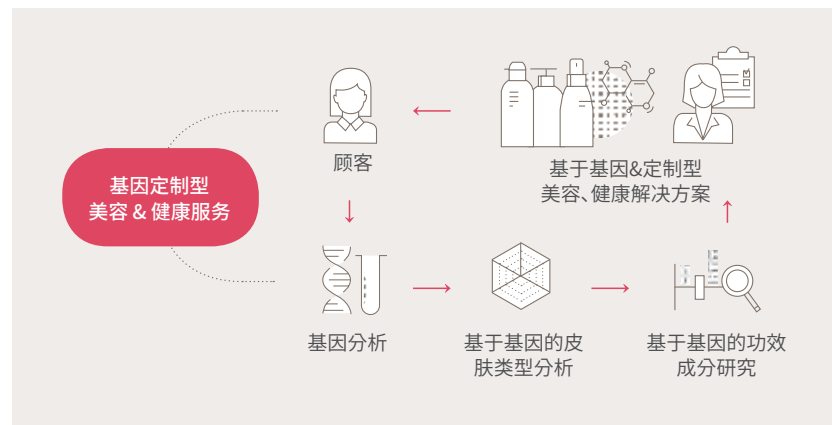 基因定制型
美容 & 健康服务
顾客
基于基因&定制型
美容、健康解决方案
基因分析
基于基因的皮
肤类型分析
基于基因的功效
成分研究